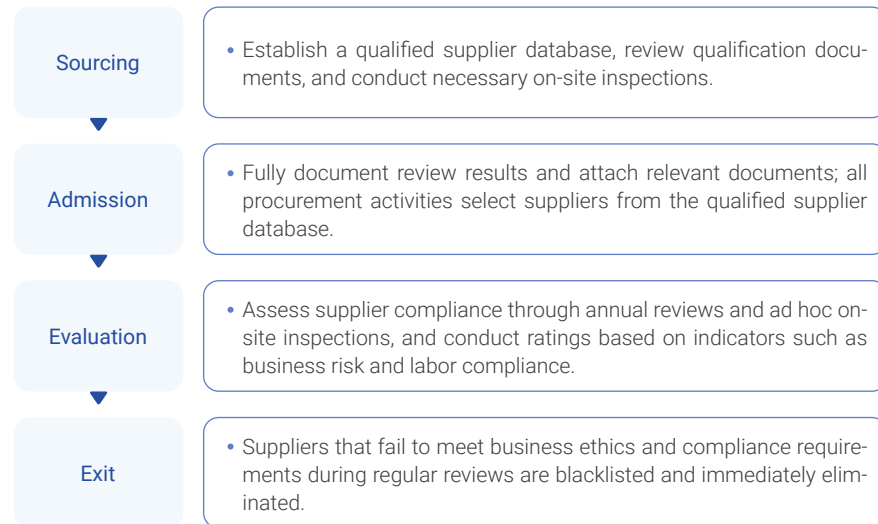 Sourcing
• Establish a qualified supplier database, review qualification docu-
ments, and conduct necessary on-site inspections.
Admission
• Fully document review results and attach relevant documents; all
procurement activities select suppliers from the qualified supplier
database.
Evaluation
• Assess supplier compliance through annual reviews and ad hoc on-
site inspections, and conduct ratings based on indicators such as
business risk and labor compliance.
Exit
• Suppliers that fail to meet business ethics and compliance require-
ments during regular reviews are blacklisted and immediately elim-
inated.